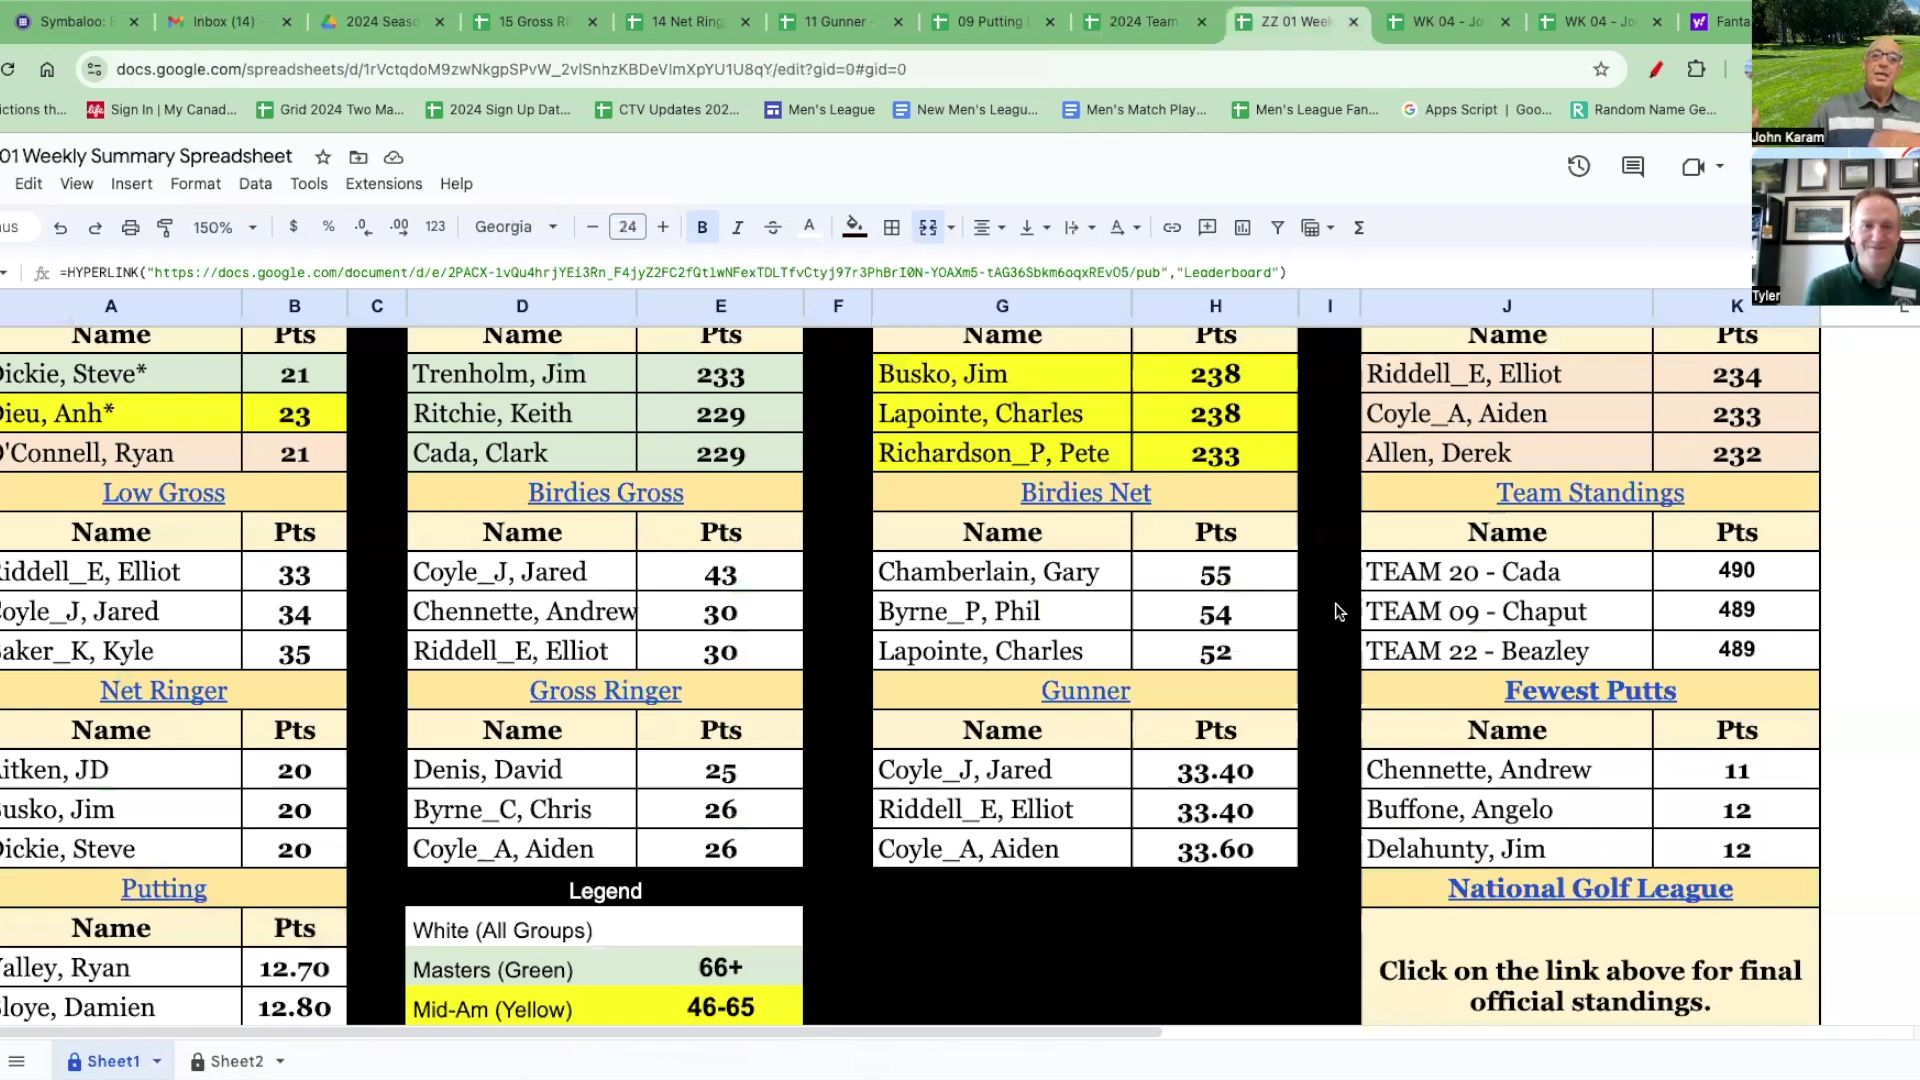 Symbaloo: E
Inbox (14)
2024 Seaso
15 Gross Ri
14 Net Ring
11 Gunner -
09 Putting
2024 Team
ZZ 01 Week
WK 04 - Jo
WK 04 - Jo
Fanta
docs.google.com/spreadsheets/d/1rVctqdoM9zwNkgpSPvW_2vlSnhzKBDeVlmXpYU1U8qY/edit?gid=0#gid=0
ictions th...
Sign In | My Canad...
Grid 2024 Two Ma...
2024 Sign Up Dat...
CTV Updates 202...
Men's League
New Men's Leagu...
Men's Match Play...
Men's League Fan...
Apps Script | Goo...
Random Name Ge...
John Karam
01 Weekly Summary Spreadsheet
Edit View Insert Format Data Tools Extensions Help
150% $ % .0 .00 123 Georgia 24 B I A
=HYPERLINK("https://docs.google.com/document/d/e/2PACX-1vQu4hrjYEi3Rn_F4jyZ2FC2fQtlwNFexTDLTfvCtyj97r3PhBrI0N-YOAXm5-tAG36Sbkm6oqxREvO5/pub","Leaderboard")
Tyler
A B C D E F G H I J K L
Name Pts Name Pts Name Pts Name Pts
Dickie, Steve* 21 Trenholm, Jim 233 Busko, Jim 238 Riddell_E, Elliot 234
Dieu, Anh* 23 Ritchie, Keith 229 Lapointe, Charles 238 Coyle_A, Aiden 233
O'Connell, Ryan 21 Cada, Clark 229 Richardson_P, Pete 233 Allen, Derek 232
Low Gross Birdies Gross Birdies Net Team Standings
Name Pts Name Pts Name Pts Name Pts
Riddell_E, Elliot 33 Coyle_J, Jared 43 Chamberlain, Gary 55 TEAM 20 - Cada 490
Coyle_J, Jared 34 Chennette, Andrew 30 Byrne_P, Phil 54 TEAM 09 - Chaput 489
Baker_K, Kyle 35 Riddell_E, Elliot 30 Lapointe, Charles 52 TEAM 22 - Beazley 489
Net Ringer Gross Ringer Gunner Fewest Putts
Name Pts Name Pts Name Pts Name Pts
Aitken, JD 20 Denis, David 25 Coyle_J, Jared 33.40 Chennette, Andrew 11
Busko, Jim 20 Byrne_C, Chris 26 Riddell_E, Elliot 33.40 Buffone, Angelo 12
Dickie, Steve 20 Coyle_A, Aiden 26 Coyle_A, Aiden 33.60 Delahunty, Jim 12
Putting Legend National Golf League
Name Pts White (All Groups)
alley, Ryan 12.70 Masters (Green) 66+ Click on the link above for final
loye, Damien 12.80 Mid-Am (Yellow) 46-65 official standings.
Sheet1 Sheet2